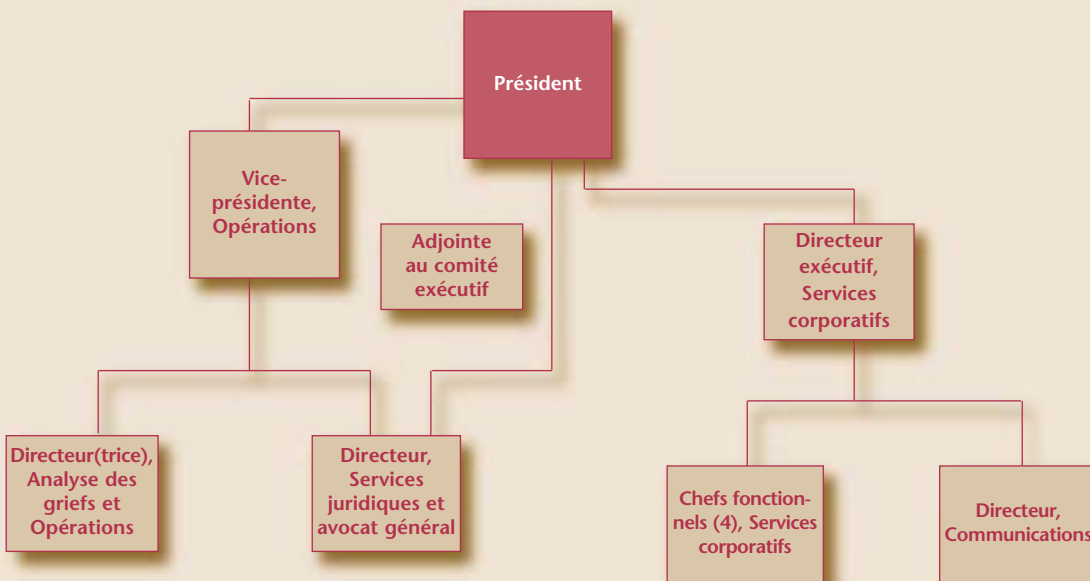 Président
Vice-
présidente,
Opérations
Adjointe
au comité
exécutif
Directeur
exécutif,
Services
corporatifs
Directeur(trice),
Analyse des
griefs et
Opérations
Directeur,
Services
juridiques et
avocat général
Chefs fonction-
nels (4), Services
corporatifs
Directeur,
Communications